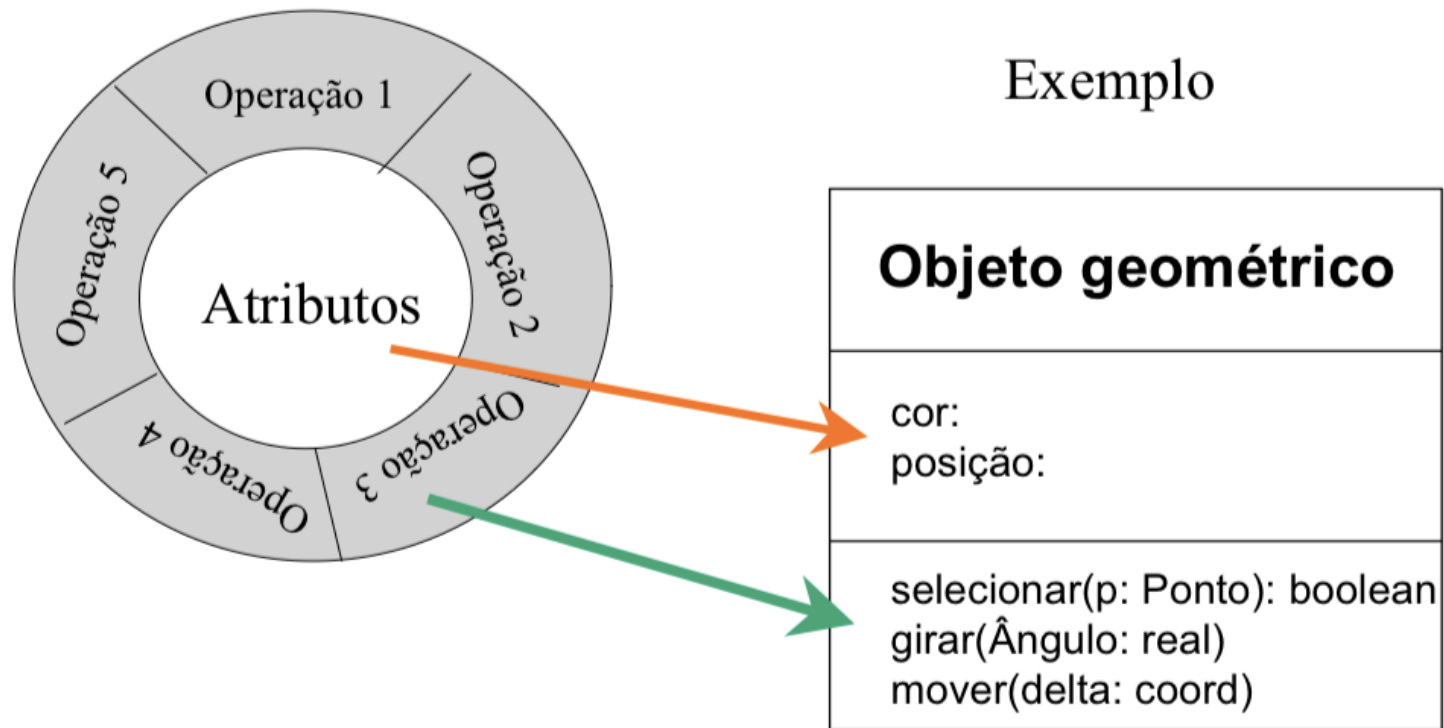 Operação 1
Operação 2
Operação 3
Operação 4
Operação 5
Atributos
Exemplo
Objeto geométrico
cor:
posição:
selecionar(p: Ponto): boolean
girar(Ângulo: real)
mover(delta: coord)